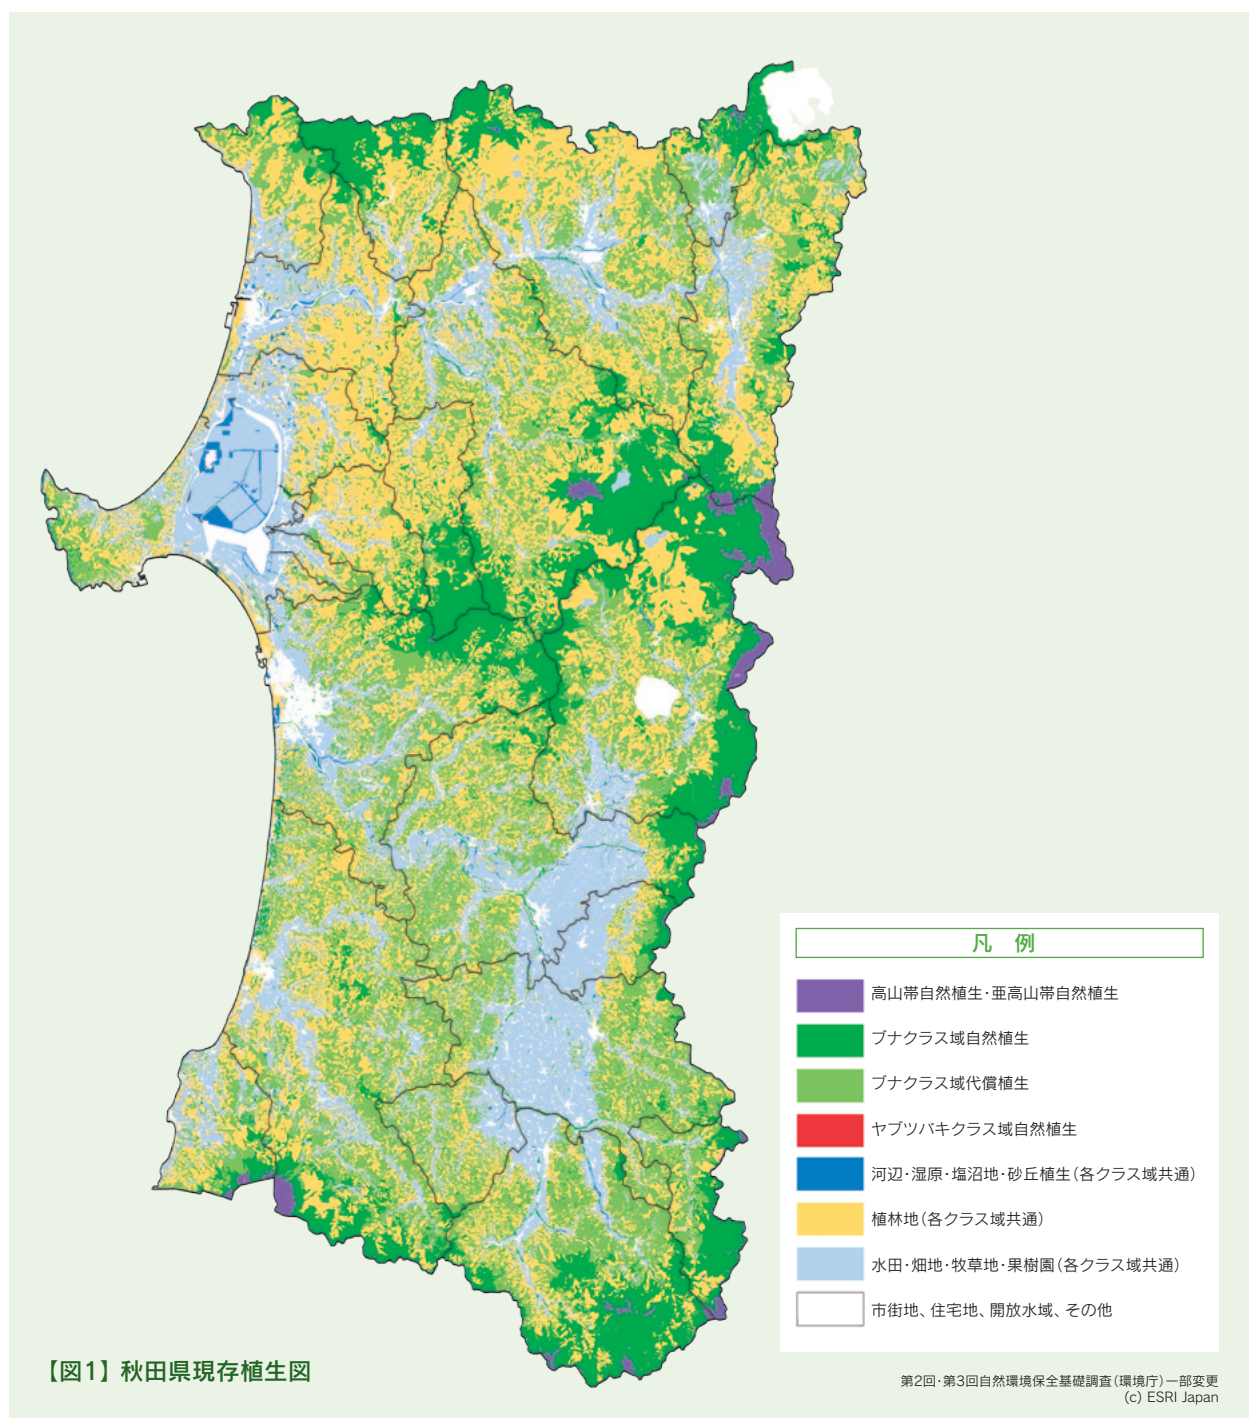 凡 例
高山帯自然植生・亜高山帯自然植生
ブナクラス域自然植生
ブナクラス域代償植生
ヤブツバキクラス域自然植生
河辺・湿原・塩沼地・砂丘植生(各クラス域共通)
植林地(各クラス域共通)
水田・畑地・牧草地・果樹園(各クラス域共通)
市街地、住宅地、開放水域、その他
【図1】秋田県現存植生図
第2回・第3回自然環境保全基礎調査(環境庁)一部変更
(c) ESRI Japan